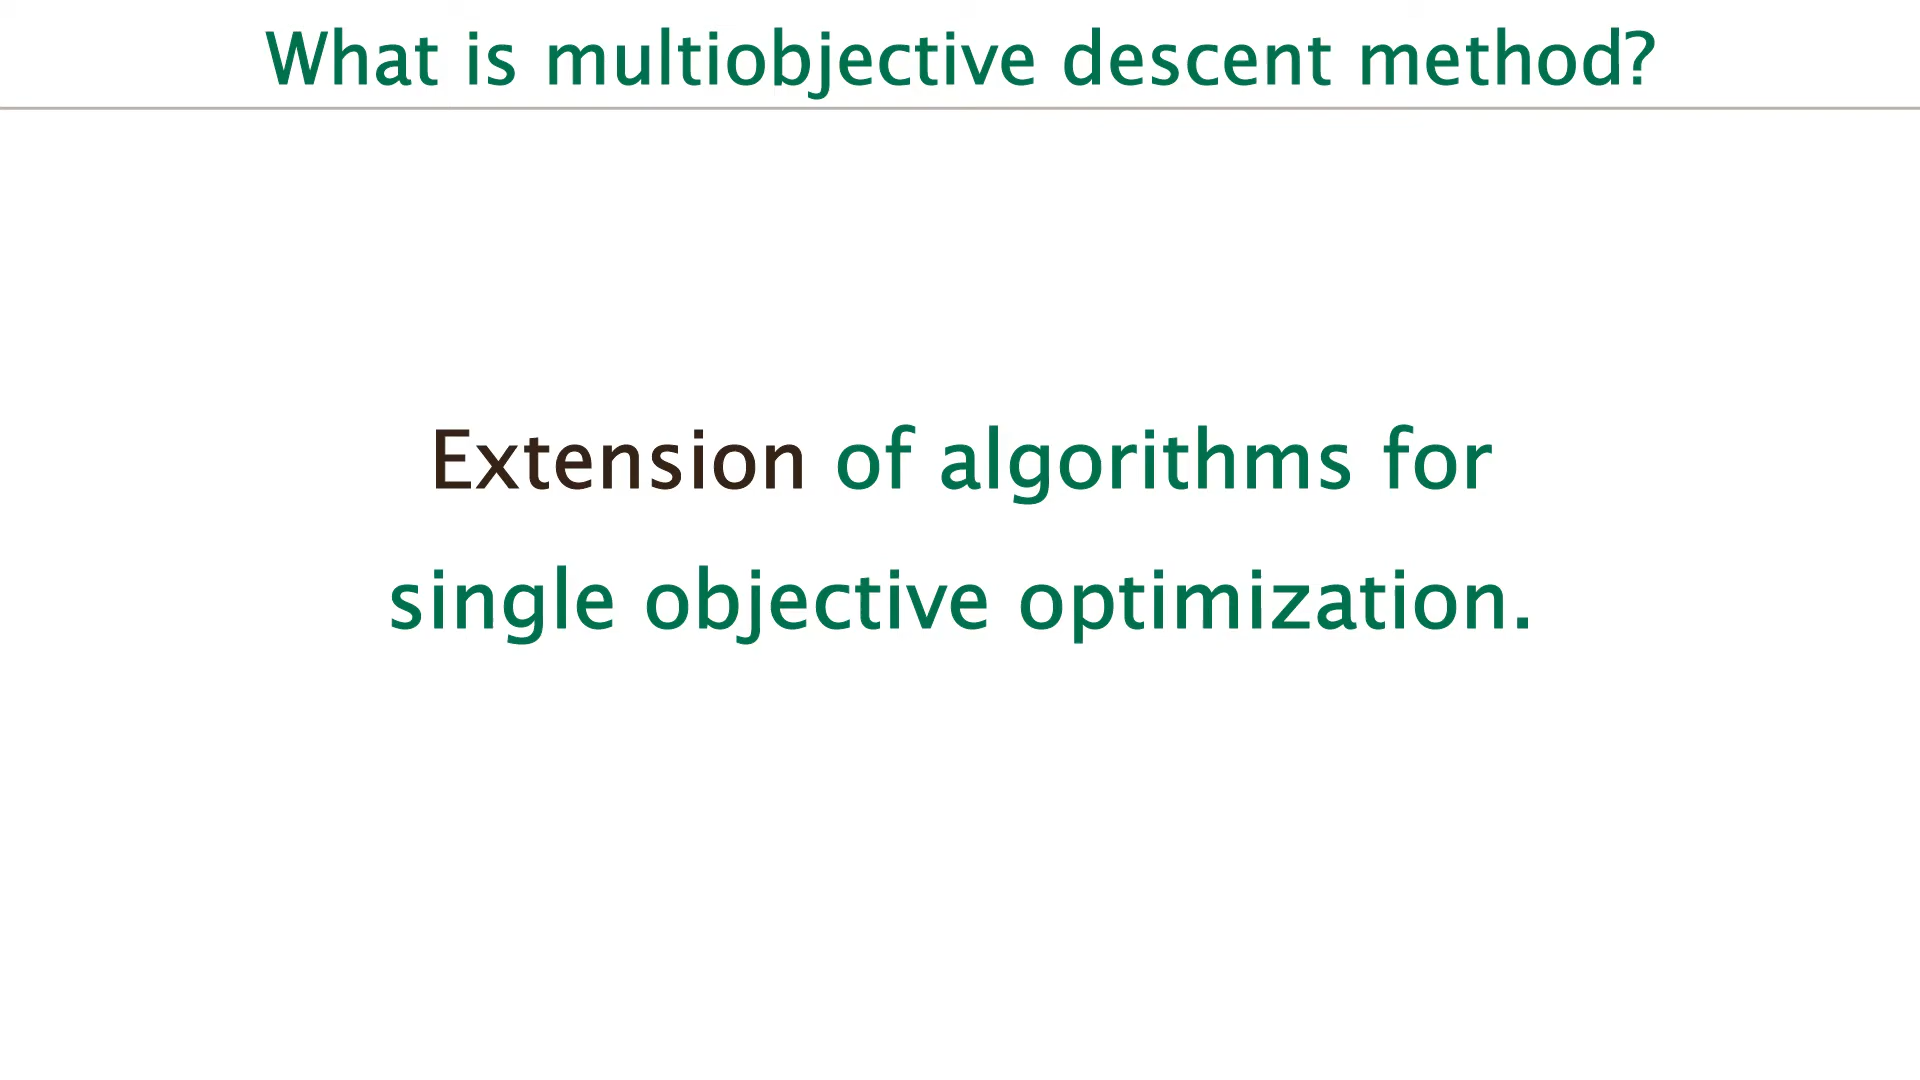 What is multiobjective descent method?
Extension of algorithms for
single objective optimization.